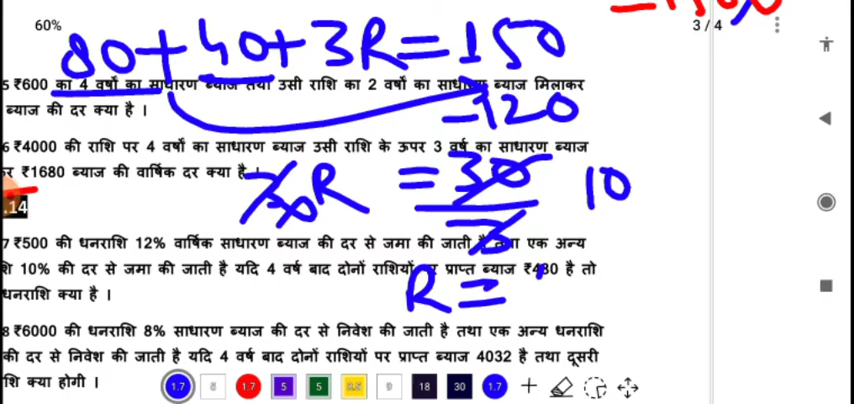 60%
3 / 4
80+40+3R=150
5 ₹600 का 4 वर्षों का साधारण ब्याज तथा उसी राशि का 2 वर्षों का साधारण ब्याज मिलाकर
ब्याज की दर क्या है ।
-120
6 ₹4000 की राशि पर 4 वर्षों का साधारण ब्याज उसी राशि के ऊपर 3 वर्ष का साधारण ब्याज
र ₹1680 ब्याज की वार्षिक दर क्या है ।
R = 30 10
3
.14
7 ₹500 की धनराशि 12% वार्षिक साधारण ब्याज की दर से जमा की जाती है तथा एक अन्य
शि 10% की दर से जमा की जाती है यदि 4 वर्ष बाद दोनों राशियों पर प्राप्त ब्याज ₹480 है तो
धनराशि क्या है ।
R =
8 ₹6000 की धनराशि 8% साधारण ब्याज की दर से निवेश की जाती है तथा एक अन्य धनराशि
की दर से निवेश की जाती है यदि 4 वर्ष बाद दोनों राशियों पर प्राप्त ब्याज 4032 है तथा दूसरी
शि क्या होगी ।
1.7 1.7 5 5 18 30 1.7